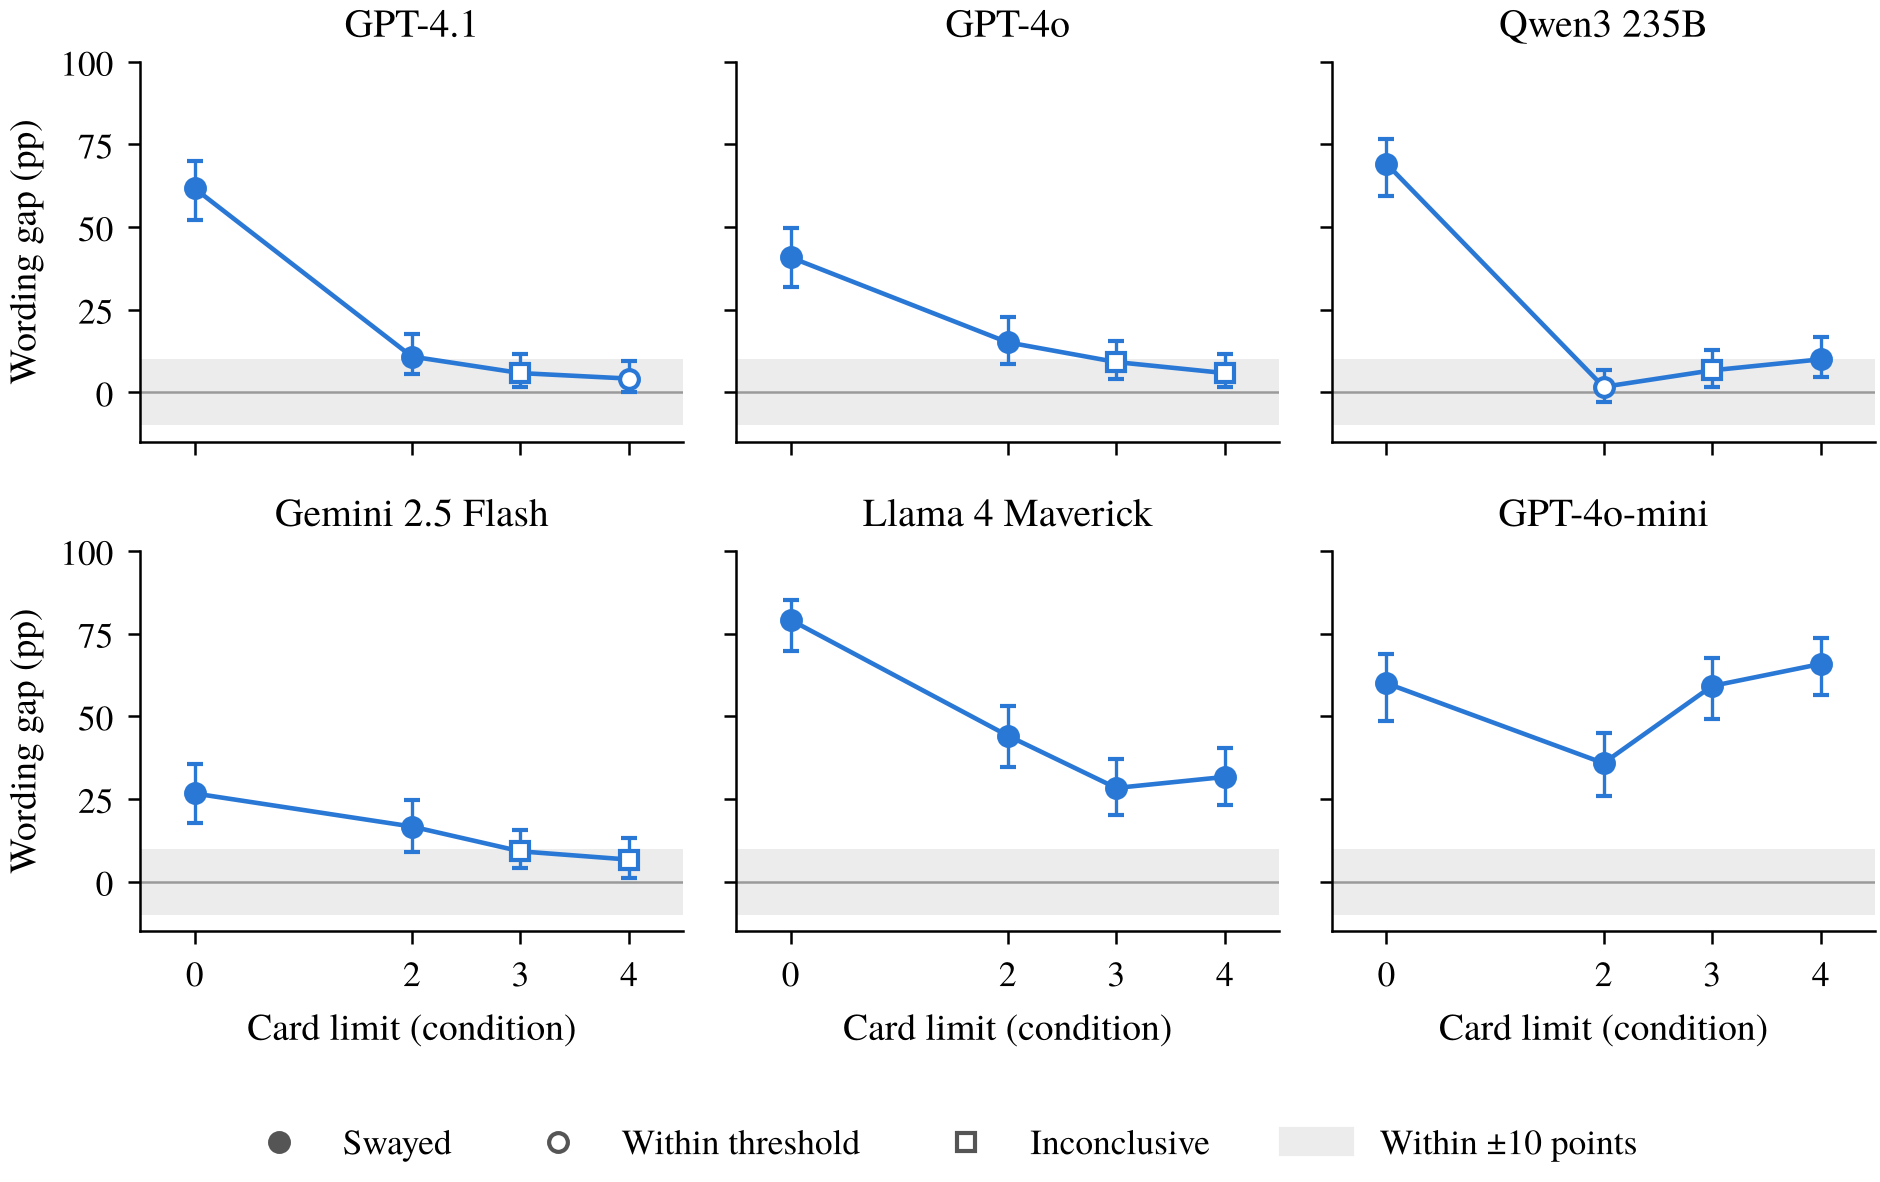 GPT-4.1 GPT-4o Qwen3 235B
Wording gap (pp)
100
75
50
25
0
Gemini 2.5 Flash Llama 4 Maverick GPT-4o-mini
Wording gap (pp)
100
75
50
25
0
0 2 3 4 0 2 3 4 0 2 3 4
Card limit (condition) Card limit (condition) Card limit (condition)
Swayed Within threshold Inconclusive Within ±10 points